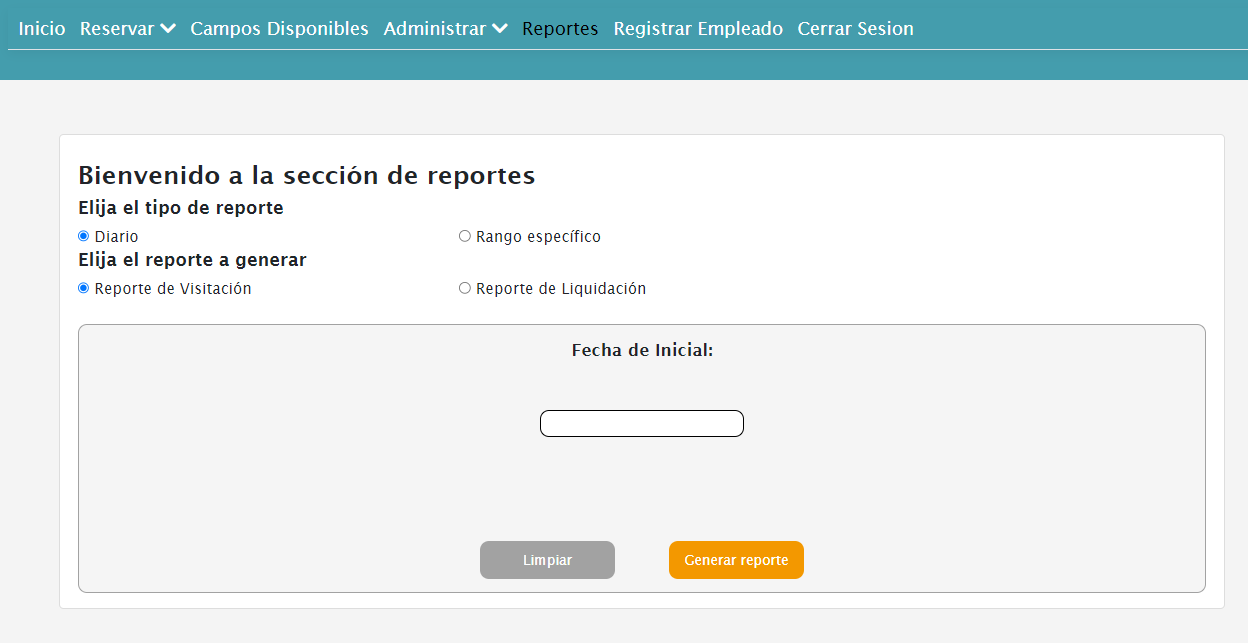 Inicio Reservar Campos Disponibles Administrar Reportes Registrar Empleado Cerrar Sesion
Bienvenido a la sección de reportes
Elija el tipo de reporte
Diario Rango específico
Elija el reporte a generar
Reporte de Visitación Reporte de Liquidación
Fecha de Inicial:
Limpiar Generar reporte